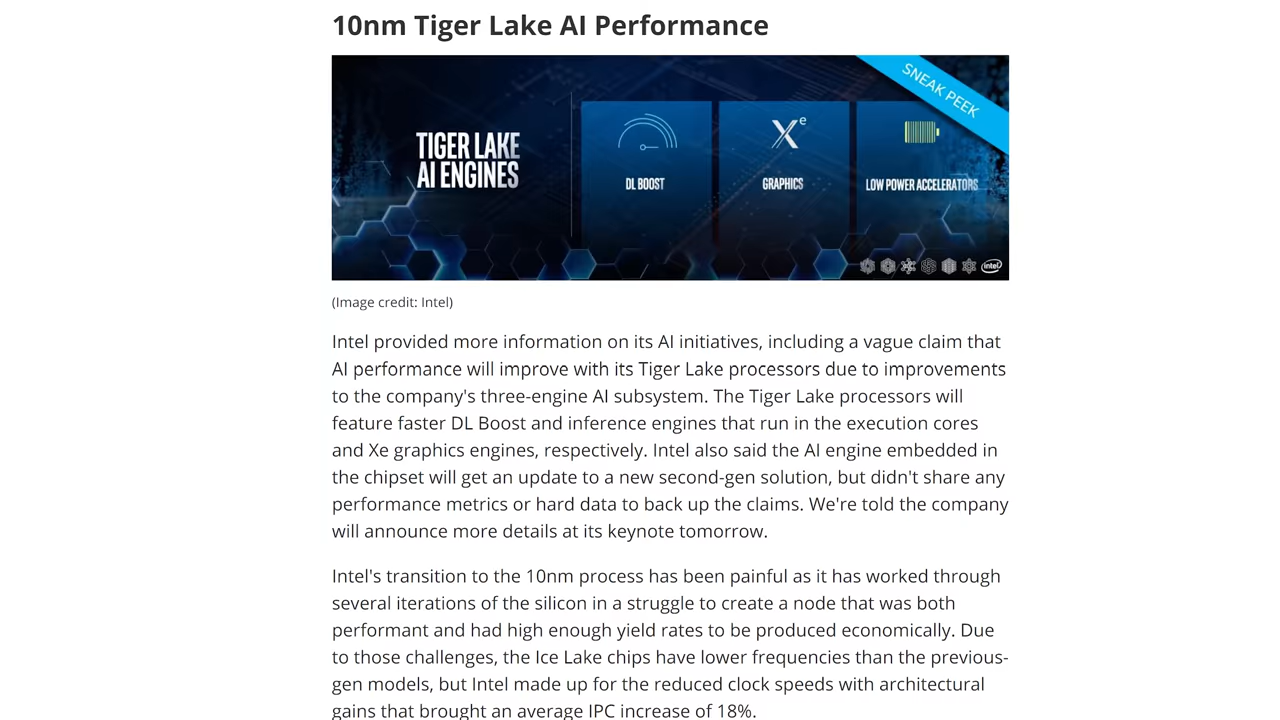 10nm Tiger Lake AI Performance
SNEAK PEEK
TIGER LAKE
AI ENGINES
DL BOOST
X e
GRAPHICS
LOW POWER ACCELERATORS
intel
(Image credit: Intel)
Intel provided more information on its AI initiatives, including a vague claim that
AI performance will improve with its Tiger Lake processors due to improvements
to the company's three-engine AI subsystem. The Tiger Lake processors will
feature faster DL Boost and inference engines that run in the execution cores
and Xe graphics engines, respectively. Intel also said the AI engine embedded in
the chipset will get an update to a new second-gen solution, but didn't share any
performance metrics or hard data to back up the claims. We're told the company
will announce more details at its keynote tomorrow.
Intel's transition to the 10nm process has been painful as it has worked through
several iterations of the silicon in a struggle to create a node that was both
performant and had high enough yield rates to be produced economically. Due
to those challenges, the Ice Lake chips have lower frequencies than the previous-
gen models, but Intel made up for the reduced clock speeds with architectural
gains that brought an average IPC increase of 18%.